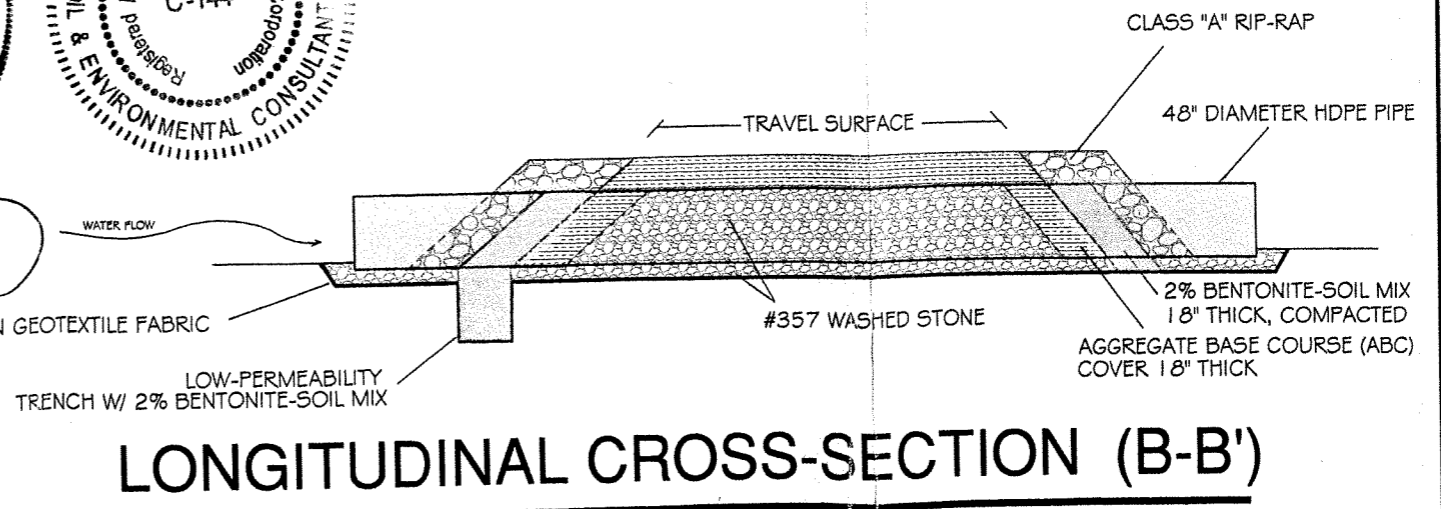 C-144
Registered
Corporation
& ENVIRONMENTAL CONSULTANT
CLASS "A" RIP-RAP
48" DIAMETER HDPE PIPE
TRAVEL SURFACE
WATER FLOW
GEOTEXTILE FABRIC
#357 WASHED STONE
2% BENTONITE-SOIL MIX
18" THICK, COMPACTED
AGGREGATE BASE COURSE (ABC)
COVER 18" THICK
LOW-PERMEABILITY
TRENCH W/ 2% BENTONITE-SOIL MIX
LONGITUDINAL CROSS-SECTION (B-B')